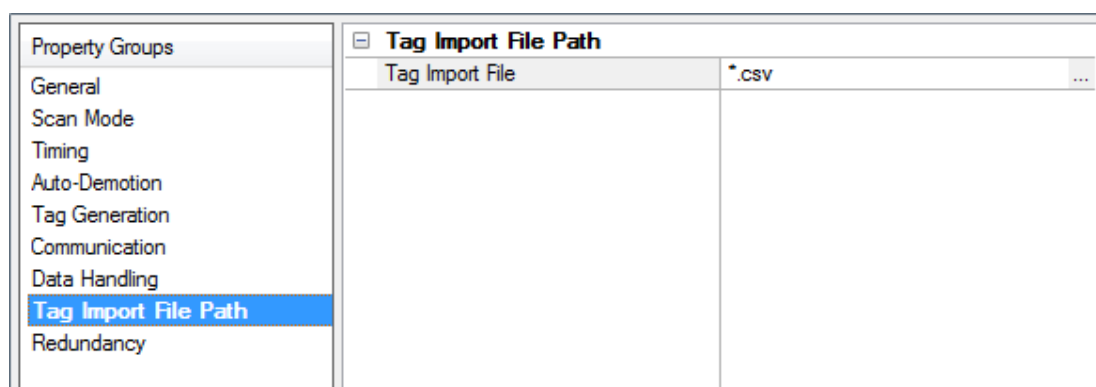 Property Groups
General
Scan Mode
Timing
Auto-Demotion
Tag Generation
Communication
Data Handling
Tag Import File Path
Redundancy
Tag Import File Path
Tag Import File *.csv ...